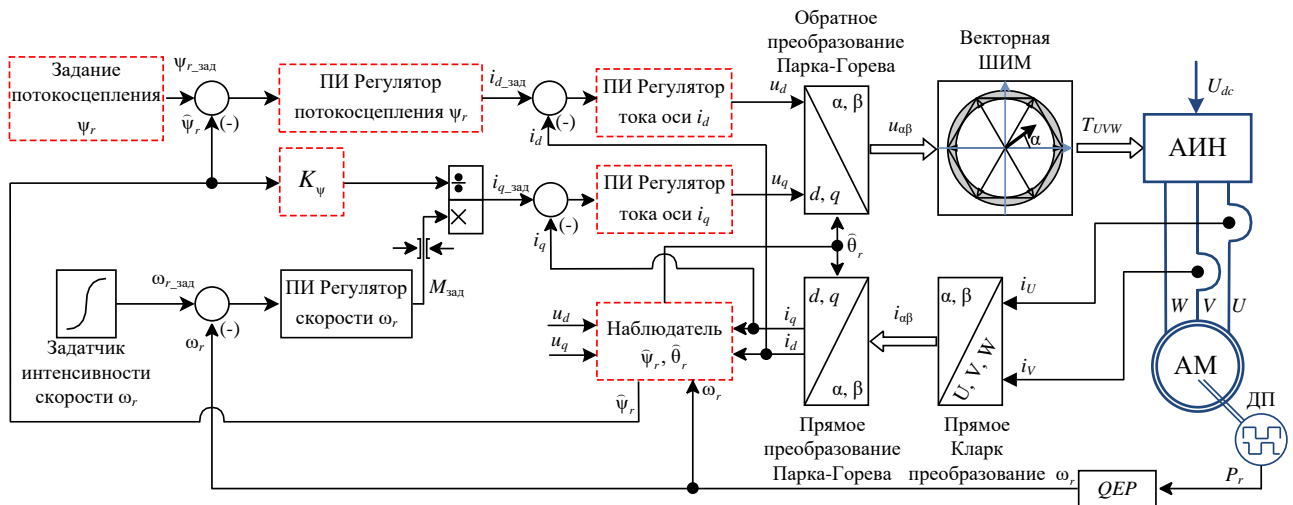 Обратное
преобразование
Парка-Горева
Векторная
ШИМ
Задание
потокосцепления
ψr
ψr_зад
ψ̂r
(-)
ПИ Регулятор
потокосцепления ψr
id_зад
(-)
id
ПИ Регулятор
тока оси id
ud
α, β
d, q
uαβ
α
TUVW
Udc
АИН
Kψ
÷
×
iq_зад
(-)
iq
ПИ Регулятор
тока оси iq
uq
θ̂r
ωr_зад
(-)
ωr
ПИ Регулятор
скорости ωr
Mзад
Задатчик
интенсивности
скорости ωr
ud
uq
Наблюдатель
ψ̂r, θ̂r
ψ̂r
ωr
iq
id
d, q
α, β
iαβ
α, β
U, V, W
iU
iV
W V U
АМ
ДП
Прямое
преобразование
Парка-Горева
Прямое
Кларк
преобразование
ωr
QEP
Pr